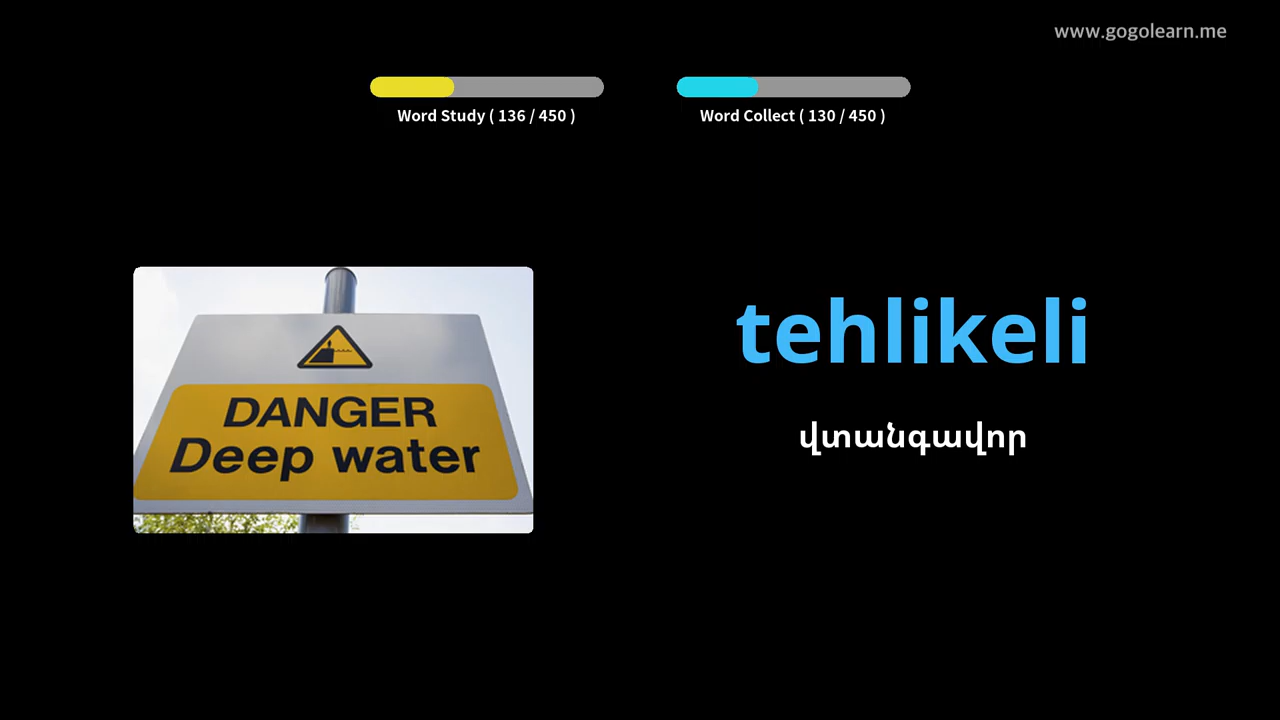 www.gogolearn.me
Word Study ( 136 / 450 )
Word Collect ( 130 / 450 )
DANGER
Deep water
tehlikeli
վտանգավոր